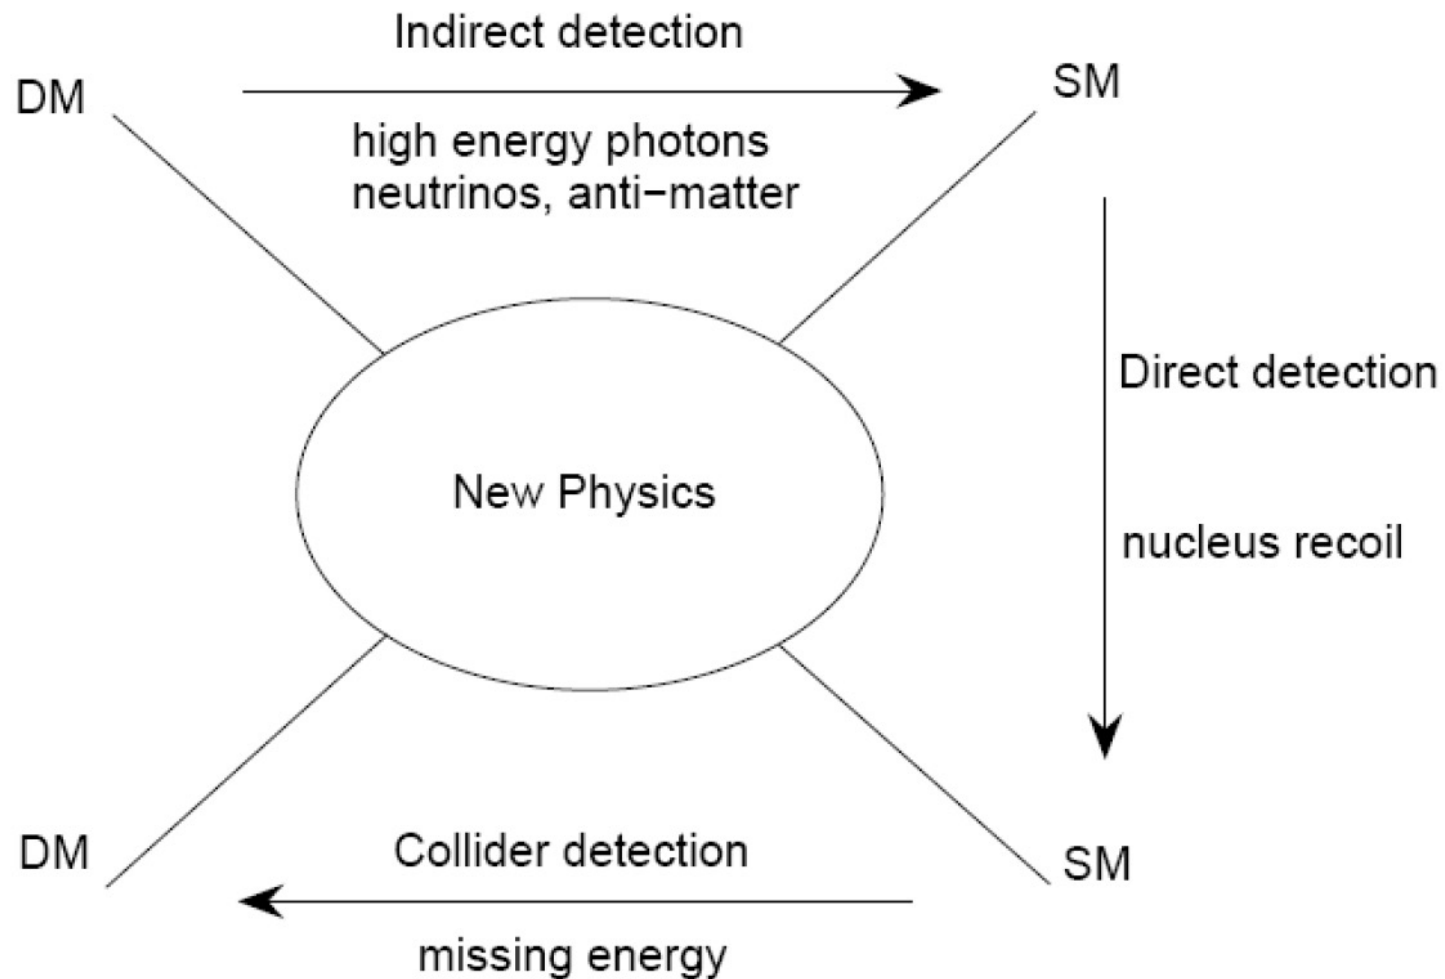 Indirect detection
DM
SM
high energy photons
neutrinos, anti−matter
Direct detection
New Physics
nucleus recoil
DM
Collider detection
SM
missing energy